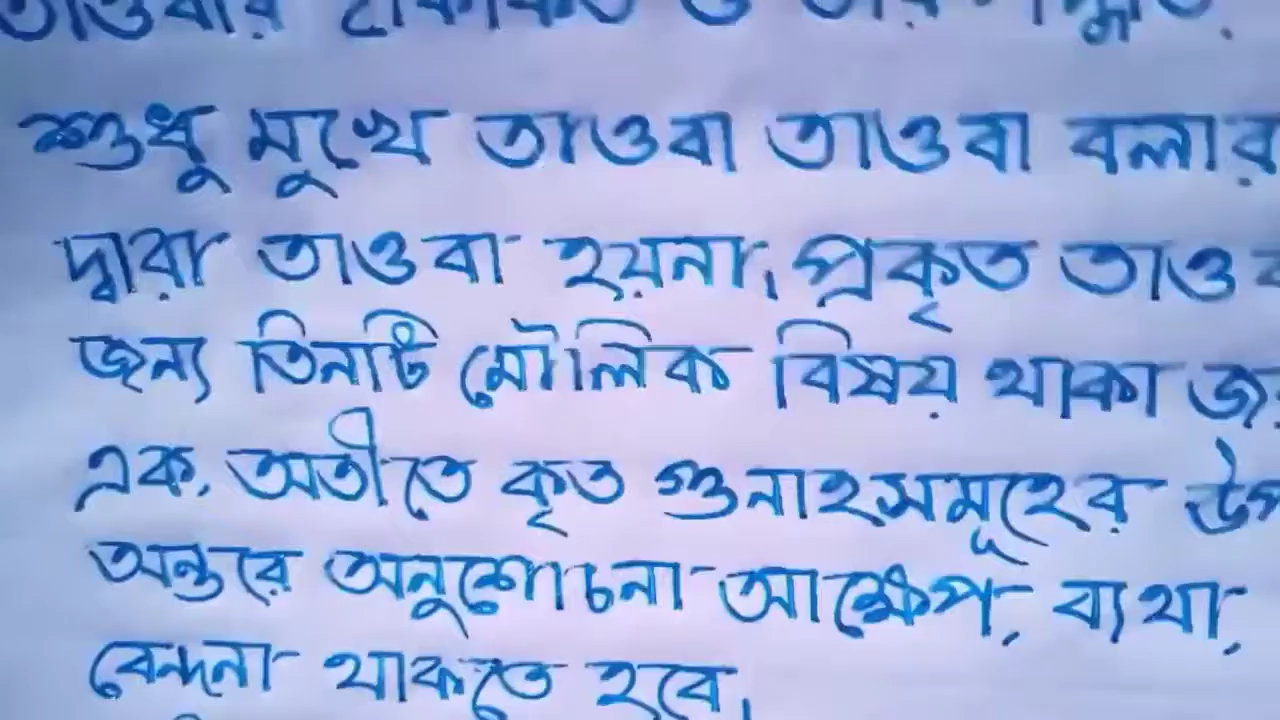 তাওবার
শুধু মুখে তাওবা তাওবা বলার
দ্বারা তাওবা হয়না। প্রকৃত
জন্য তিনটি মৌলিক বিষয় থাকা
এক. অতীতে কৃত গুনাহসমূহের
অন্তরে অনুশোচনা আক্ষেপ, ব্যথা,
বেন্দনা থাকতে হবে।